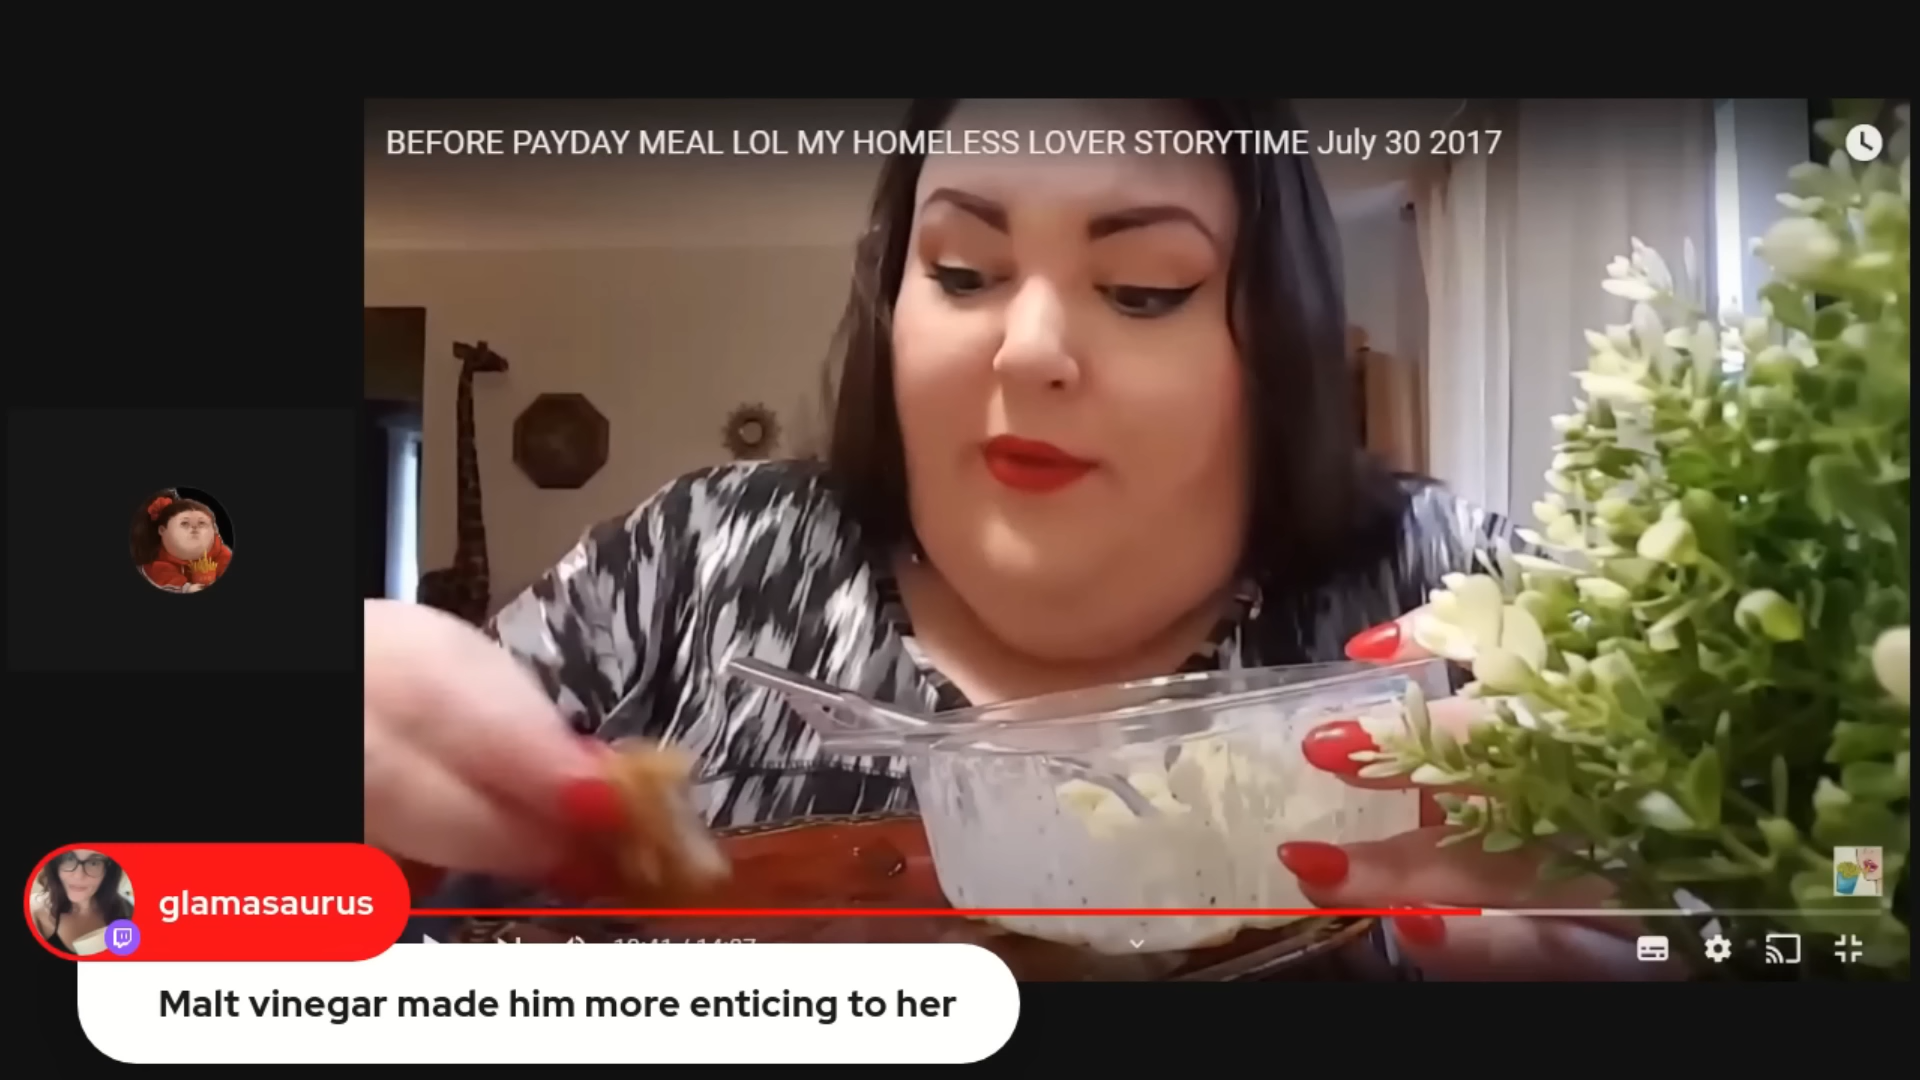 BEFORE PAYDAY MEAL LOL MY HOMELESS LOVER STORYTIME July 30 2017
glamasaurus
Malt vinegar made him more enticing to her